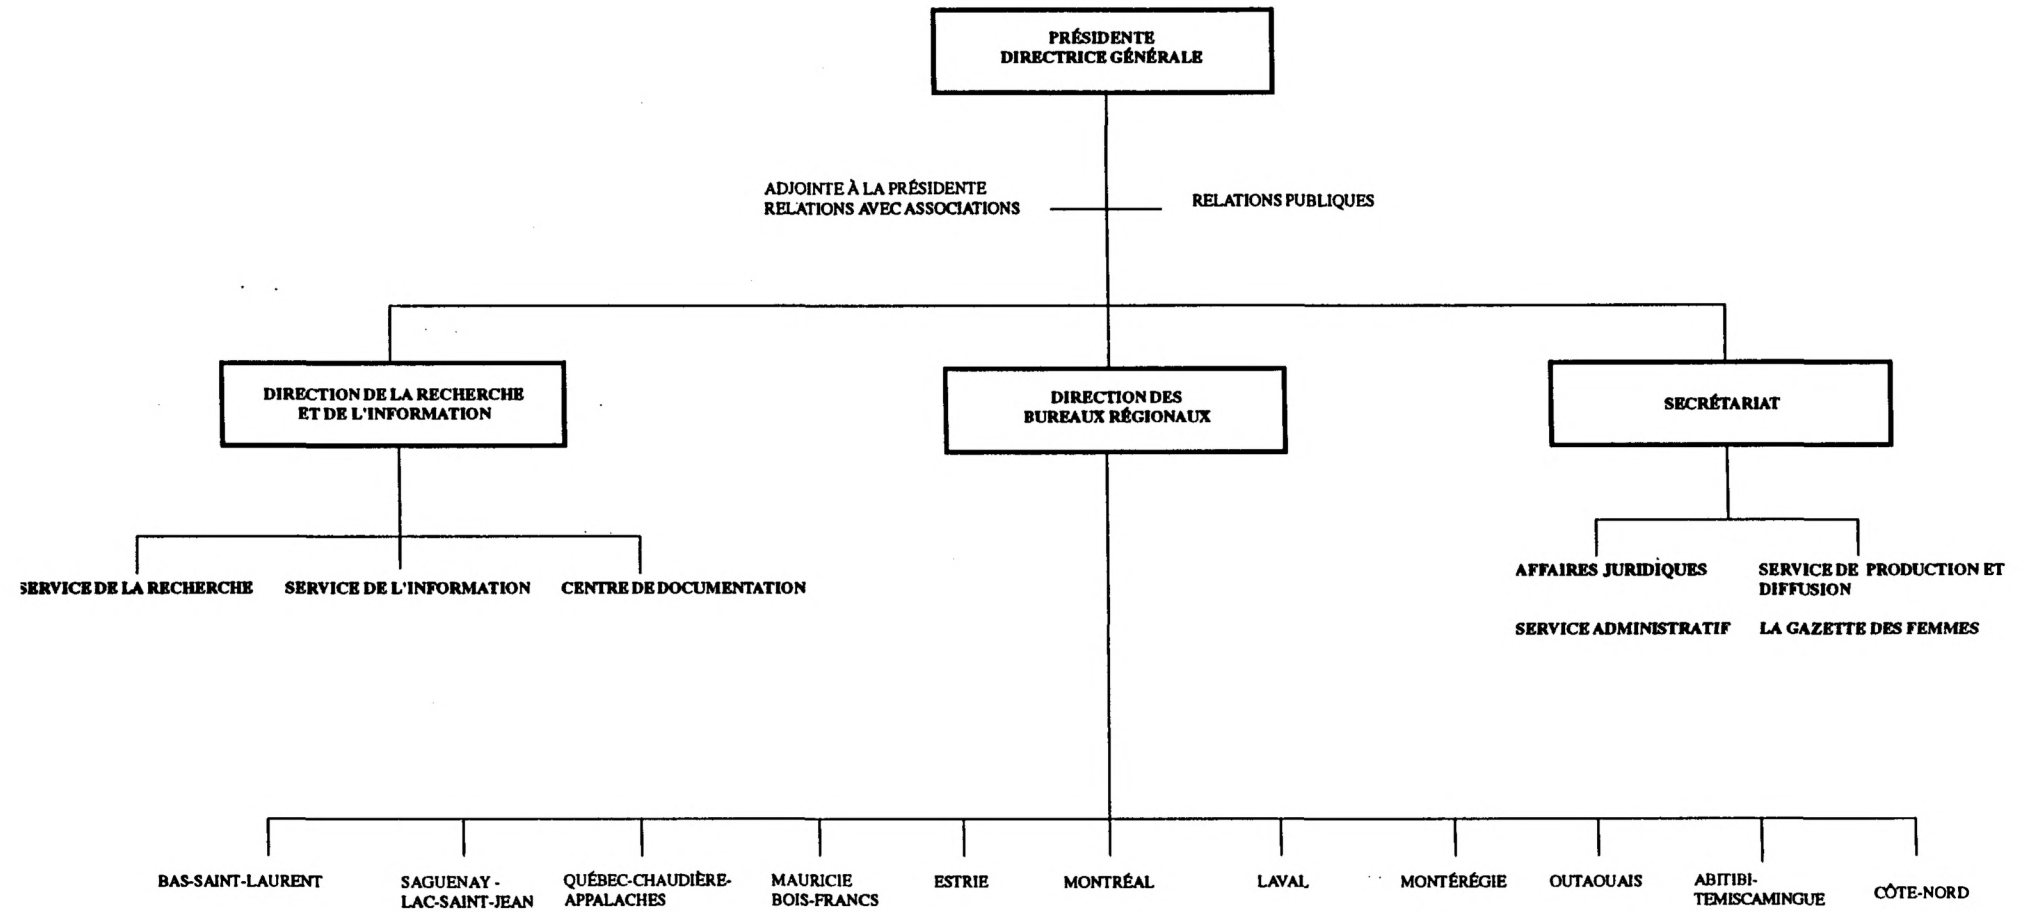 PRÉSIDENTE
DIRECTRICE GÉNÉRALE
ADJOINTE À LA PRÉSIDENTE
RELATIONS AVEC ASSOCIATIONS
RELATIONS PUBLIQUES
DIRECTION DE LA RECHERCHE
ET DE L'INFORMATION
DIRECTION DES
BUREAUX RÉGIONAUX
SECRÉTARIAT
SERVICE DE LA RECHERCHE
SERVICE DE L'INFORMATION
CENTRE DE DOCUMENTATION
AFFAIRES JURIDIQUES
SERVICE DE PRODUCTION ET
DIFFUSION
SERVICE ADMINISTRATIF
LA GAZETTE DES FEMMES
BAS-SAINT-LAURENT
SAGUENAY -
LAC-SAINT-JEAN
QUÉBEC-CHAUDIÈRE-
APPALACHES
MAURICIE
BOIS-FRANCS
ESTRIE
MONTRÉAL
LAVAL
MONTÉRÉGIE
OUTAOUAIS
ABITIBI-
TEMISCAMINGUE
CÔTE-NORD